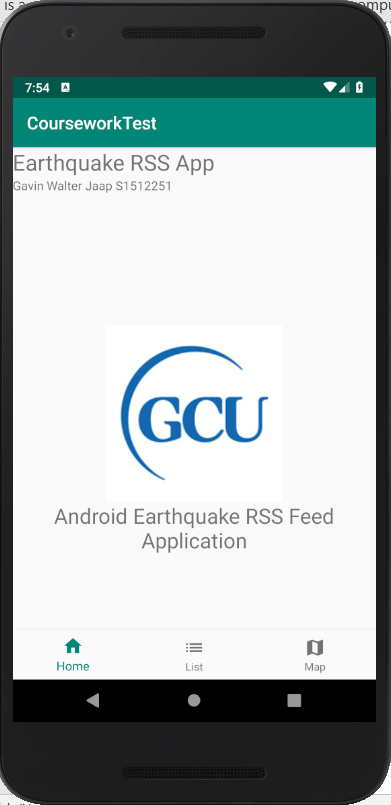 is a
7:54
CourseworkTest
Earthquake RSS App
Gavin Walter Jaap S1512251
GCU
Android Earthquake RSS Feed
Application
Home
List
Map